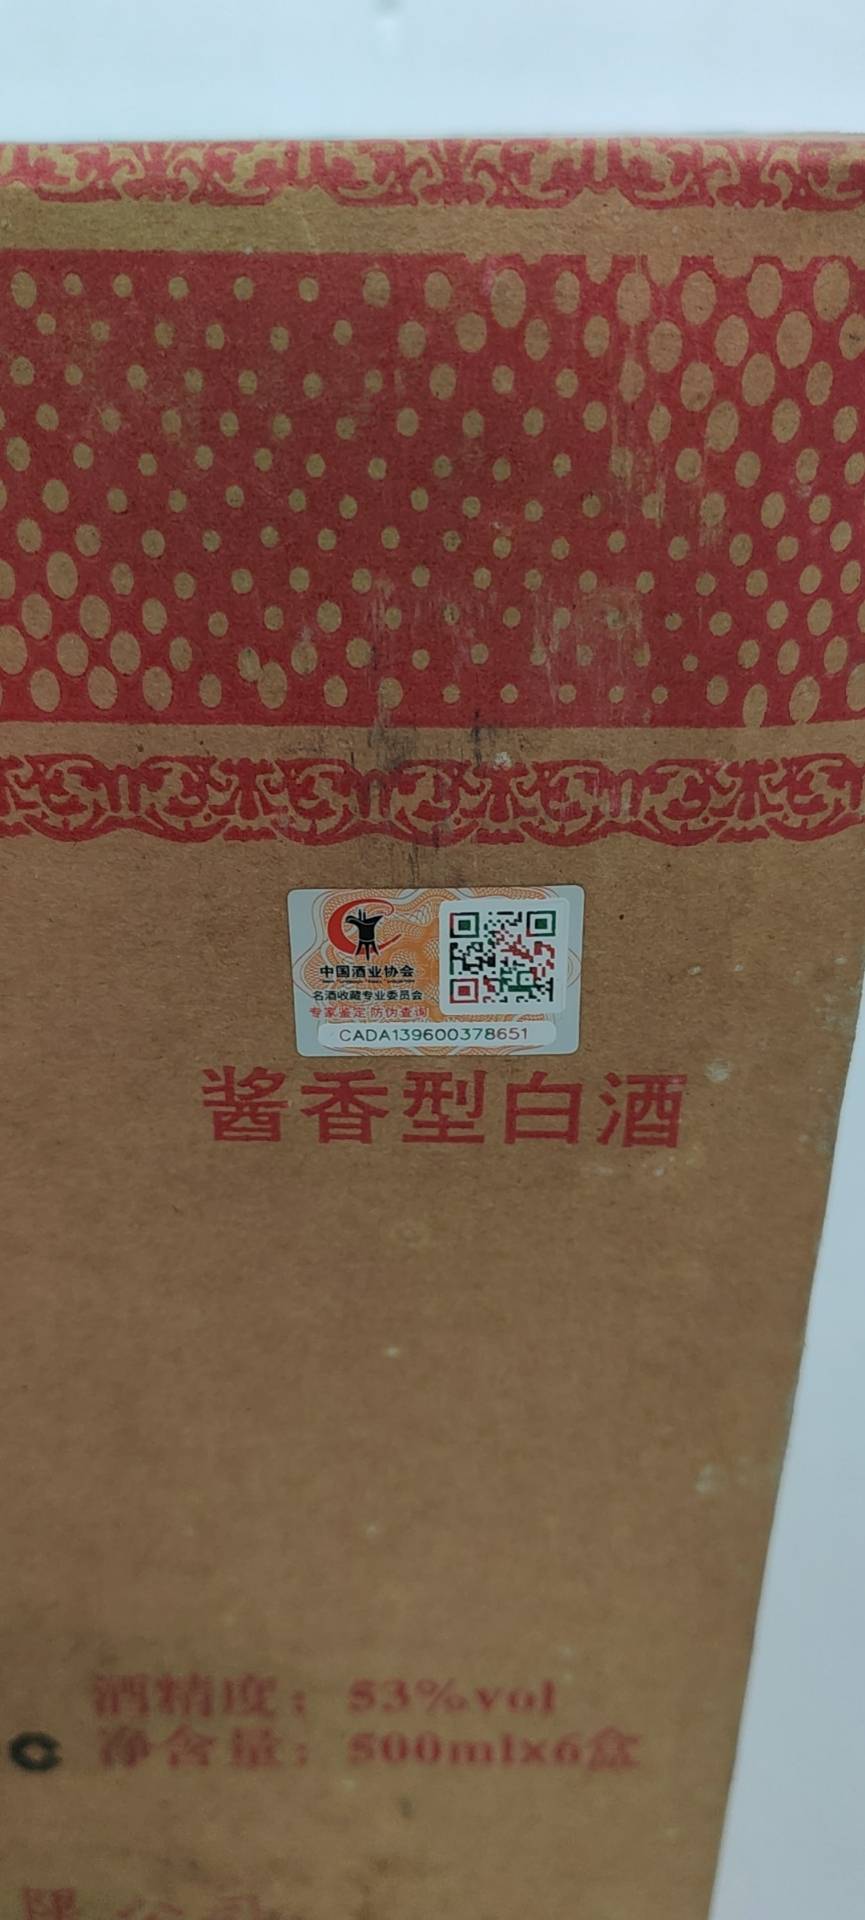 中国酒业协会
名酒收藏专业委员会
专家鉴定 防伪查询
CADA139600378651
酱香型白酒
酒精度：53%vol
净含量：500ml×6盒